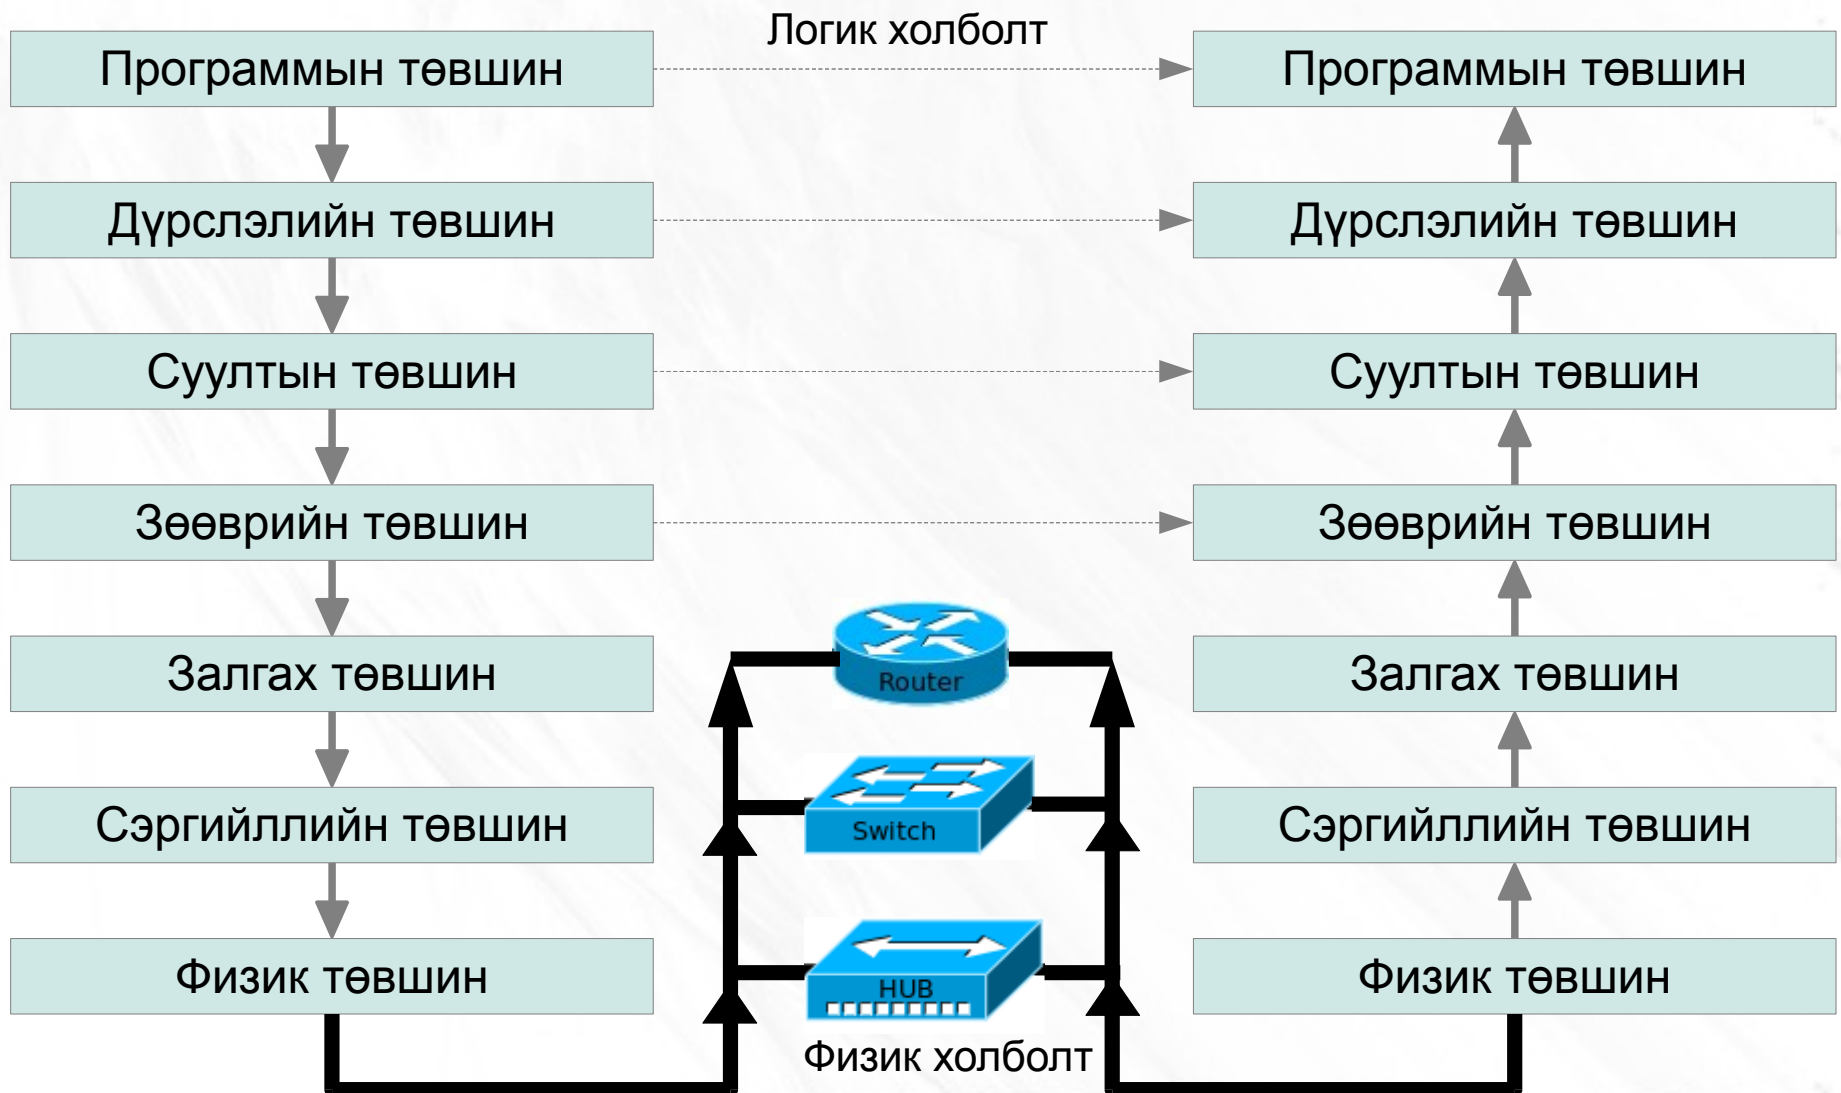 Логик холболт
Программын төвшин
Программын төвшин
Дүрслэлийн төвшин
Дүрслэлийн төвшин
Суултын төвшин
Суултын төвшин
Зөөврийн төвшин
Зөөврийн төвшин
Router
Залгах төвшин
Залгах төвшин
Switch
Сэргийллийн төвшин
Сэргийллийн төвшин
HUB
Физик төвшин
Физик төвшин
Физик холболт